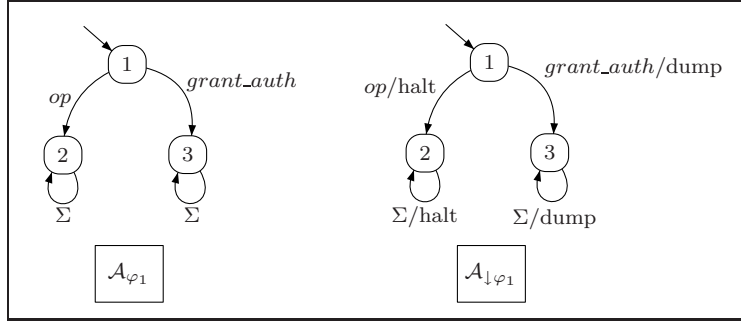 1 1
op grant_auth op/halt grant_auth/dump
2 3 2 3
Σ Σ Σ/halt Σ/dump
𝒜φ₁ 𝒜↓φ₁